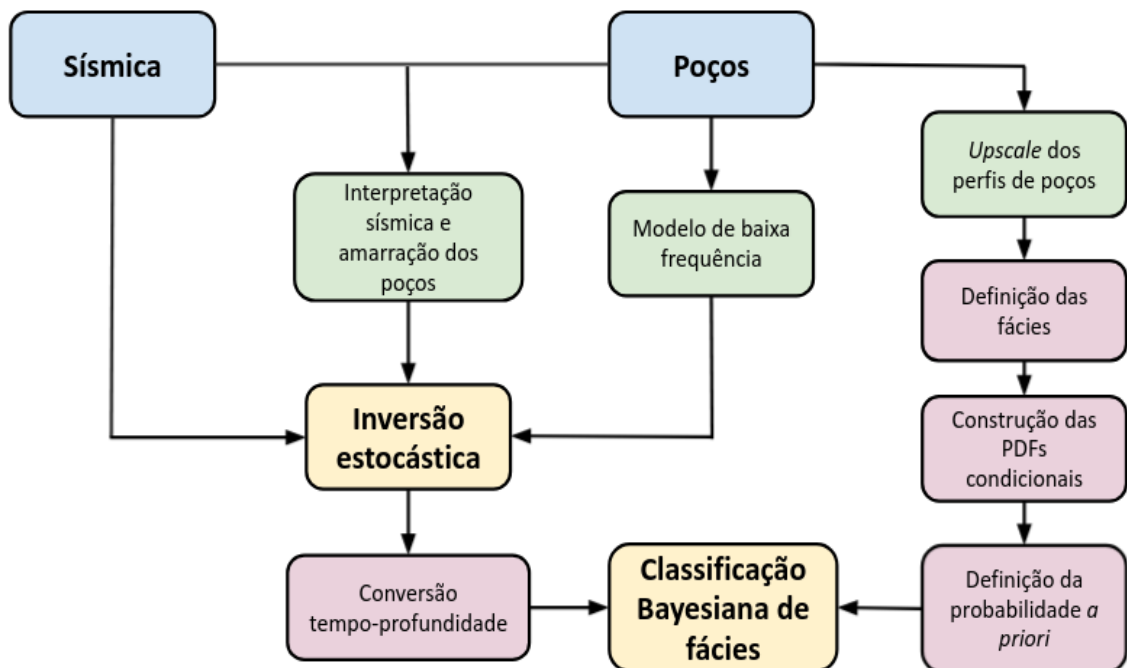 Sísmica
Poços
Upscale dos
perfis de poços
Interpretação
sísmica e
amarração dos
poços
Modelo de baixa
frequência
Definição das
fácies
Inversão
estocástica
Construção das
PDFs
condicionais
Conversão
tempo-profundidade
Classificação
Bayesiana de
fácies
Definição da
probabilidade a
priori